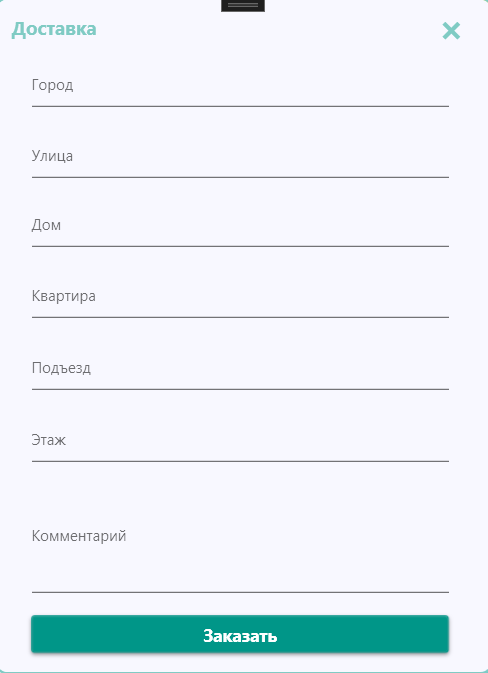 Доставка
Город
Улица
Дом
Квартира
Подъезд
Этаж
Комментарий
Заказать